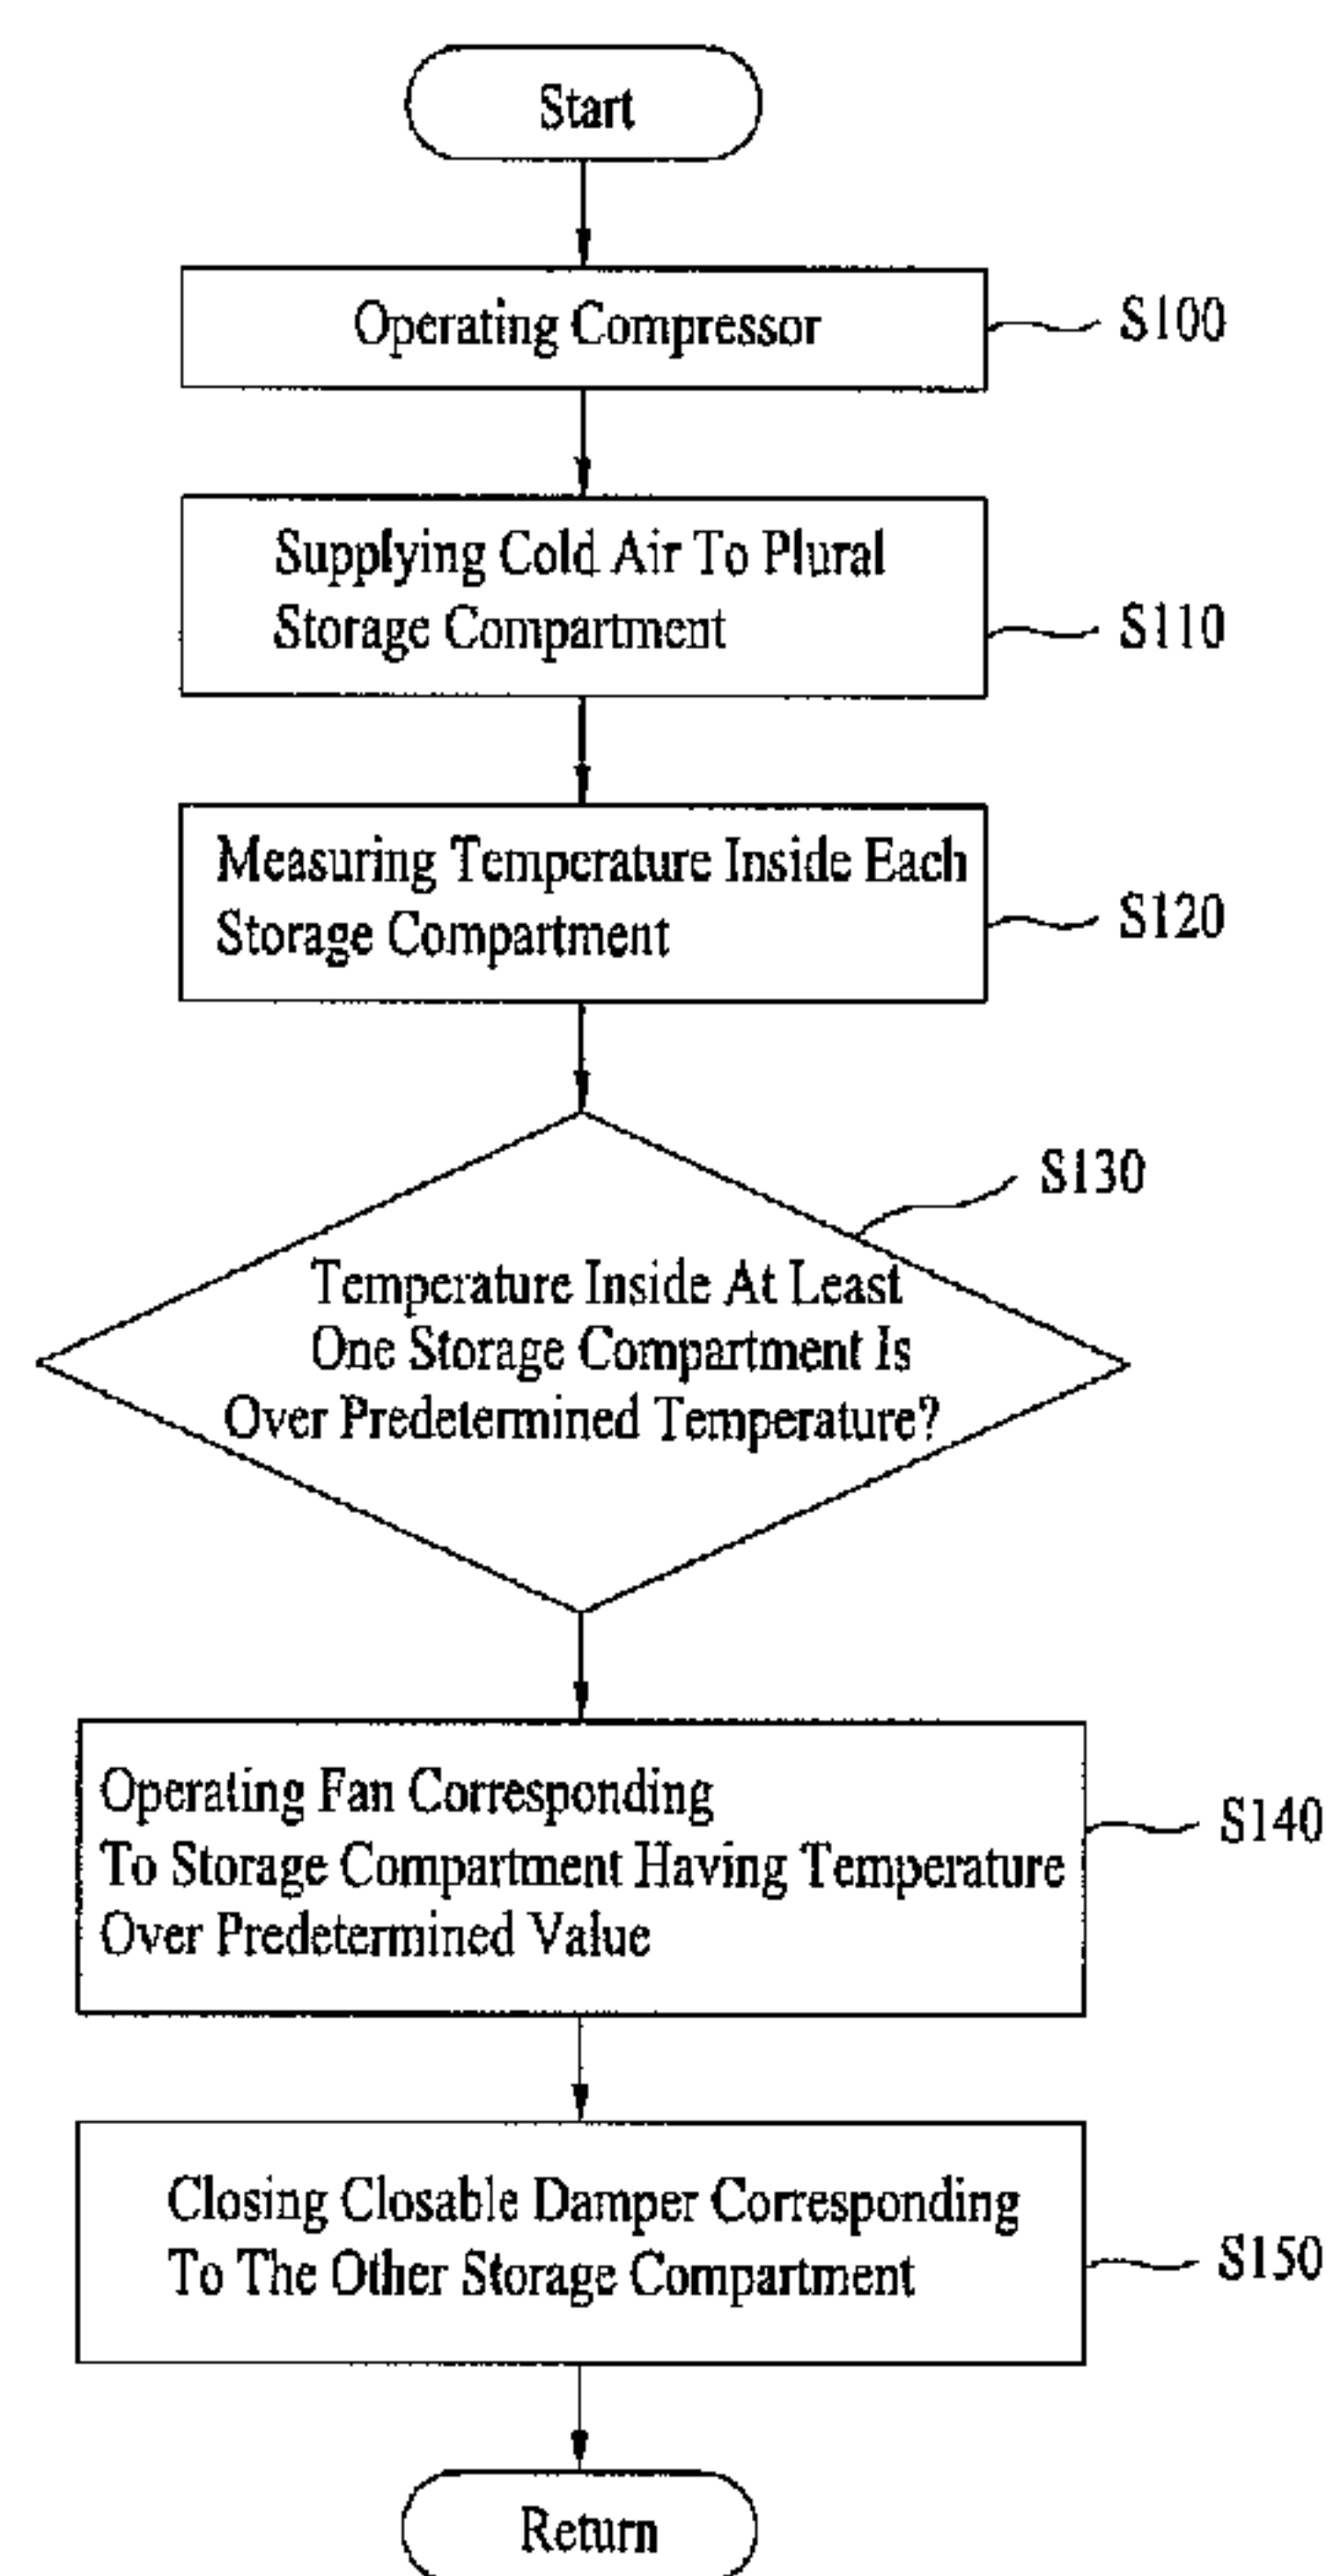 Start
Operating Compressor
S100
Supplying Cold Air To Plural
Storage Compartment
S110
Measuring Temperature Inside Each
Storage Compartment
S120
S130
Temperature Inside At Least
One Storage Compartment Is
Over Predetermined Temperature?
Operating Fan Corresponding
To Storage Compartment Having Temperature
Over Predetermined Value
S140
Closing Closable Damper Corresponding
To The Other Storage Compartment
S150
Return